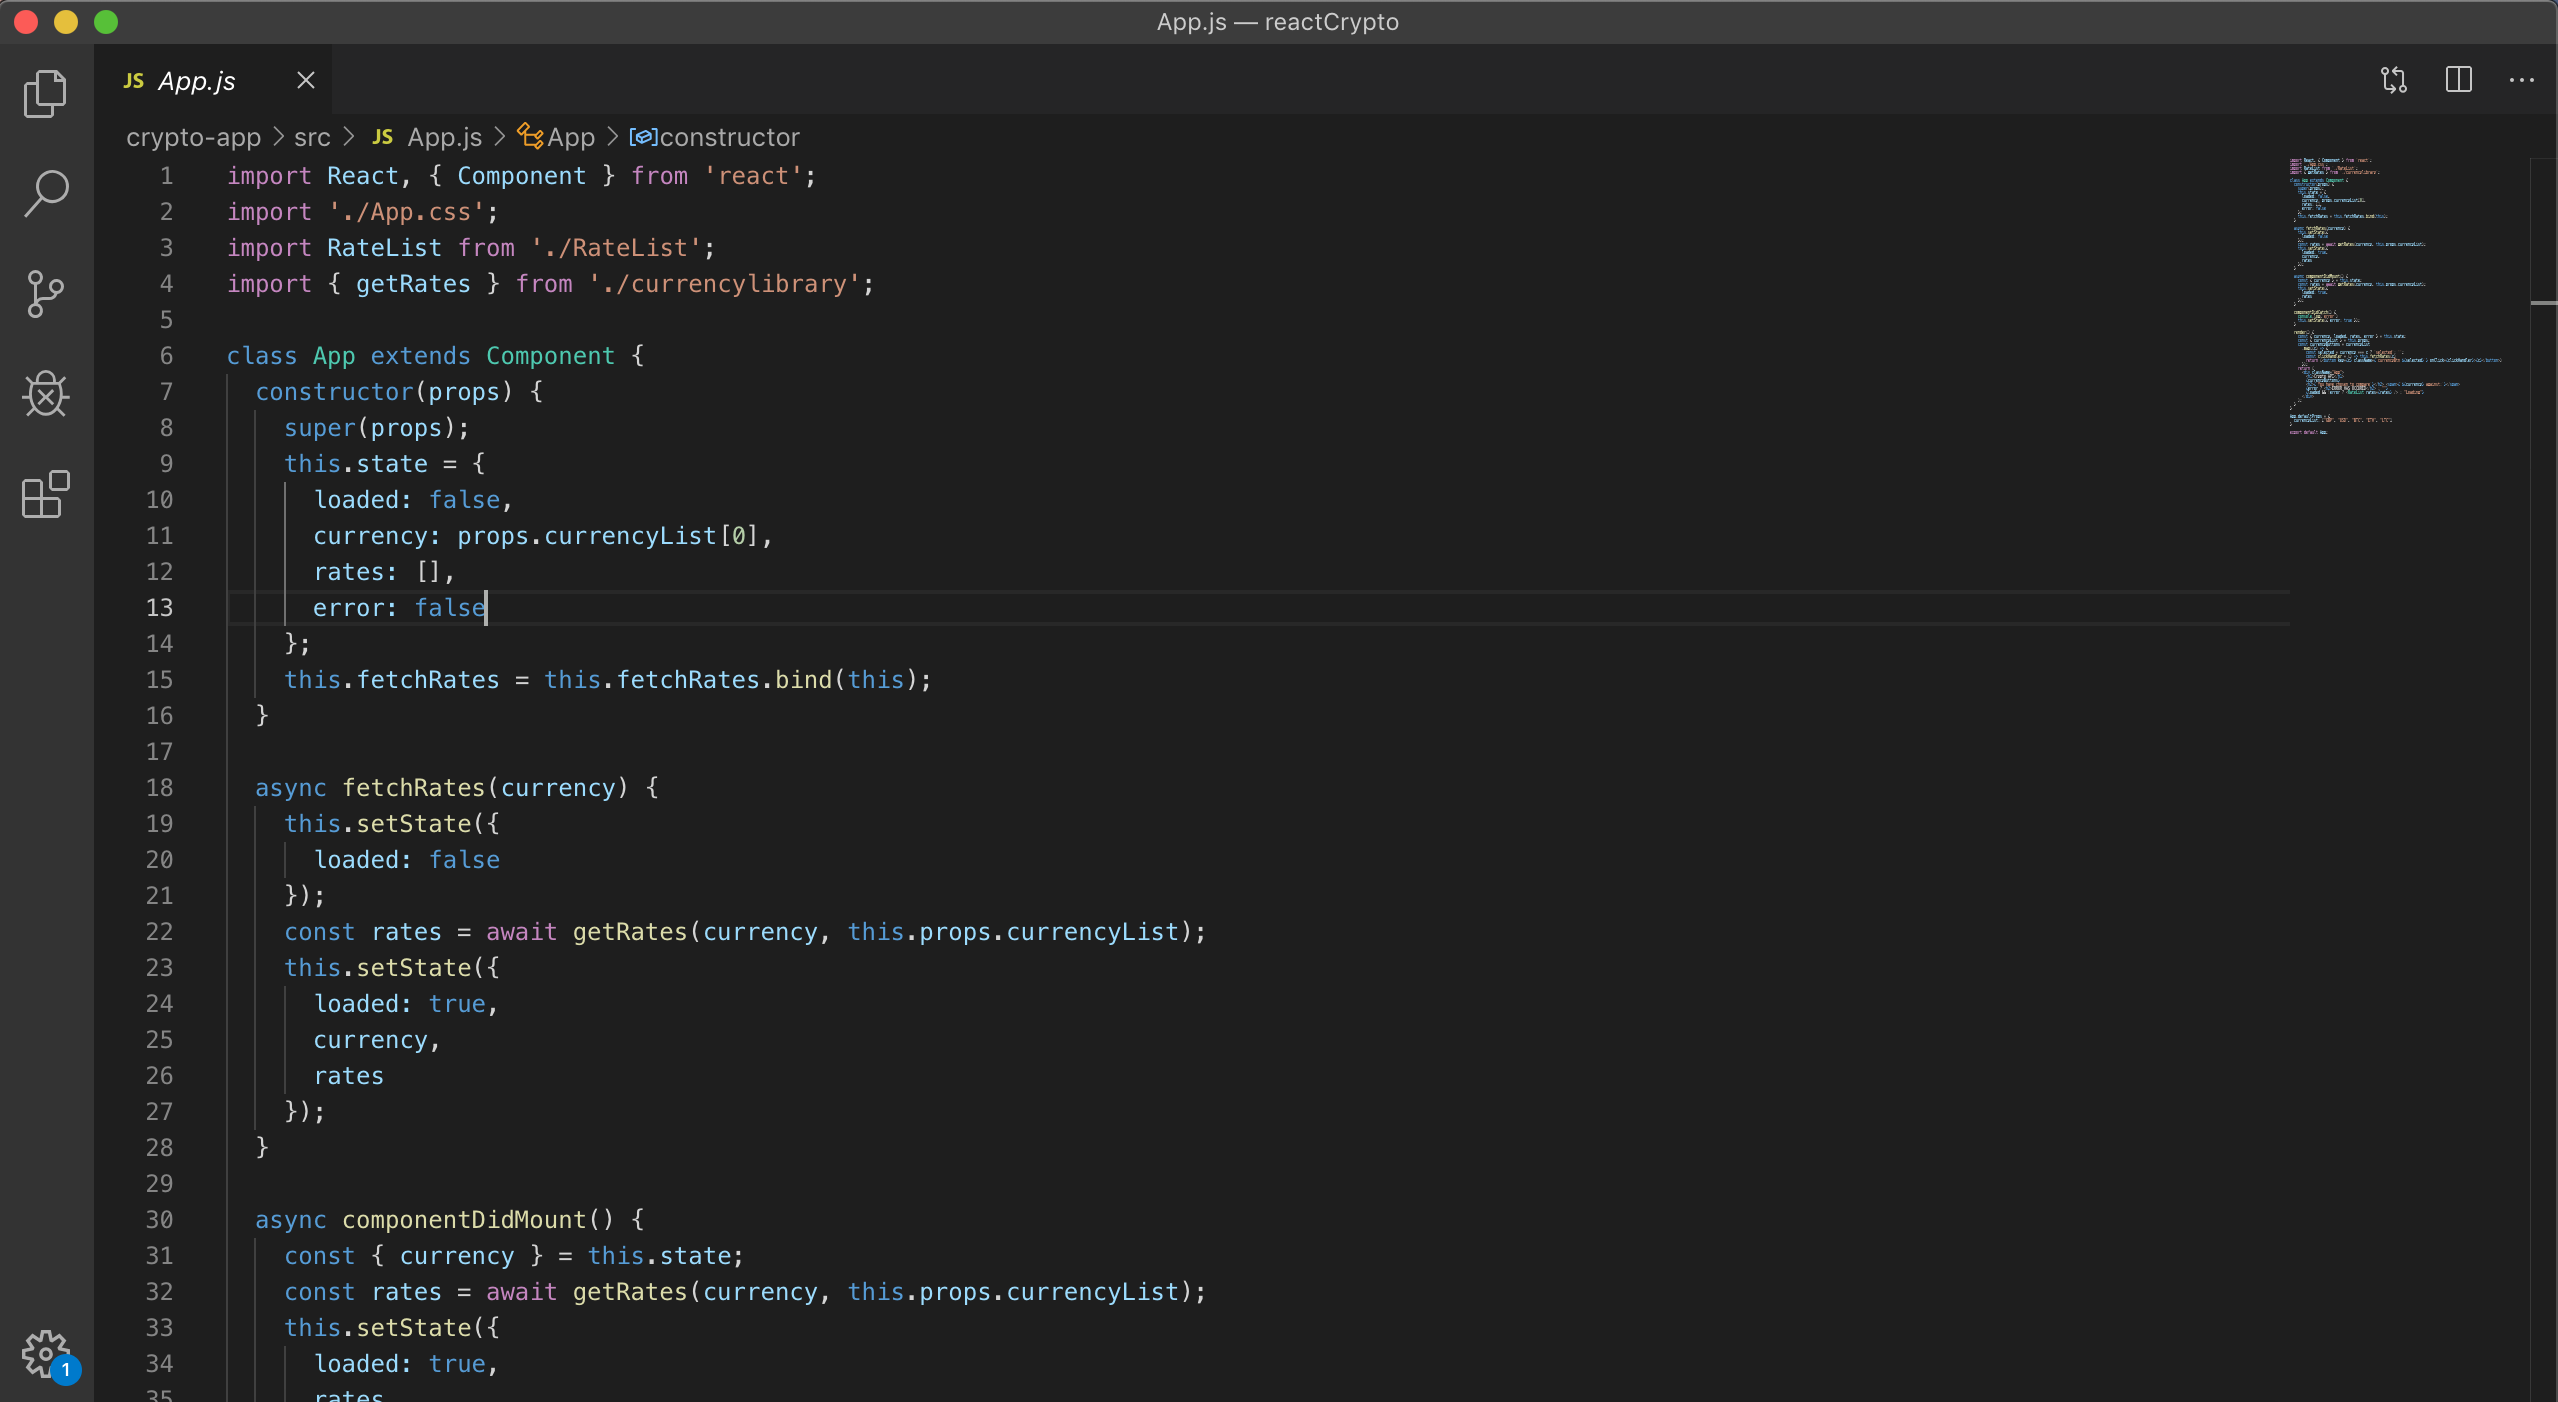 App.js — reactCrypto
JS App.js
crypto-app > src > JS App.js > App > constructor
1 import React, { Component } from 'react';
2 import './App.css';
3 import RateList from './RateList';
4 import { getRates } from './currencylibrary';
5
6 class App extends Component {
7   constructor(props) {
8     super(props);
9     this.state = {
10       loaded: false,
11       currency: props.currencyList[0],
12       rates: [],
13       error: false
14     };
15     this.fetchRates = this.fetchRates.bind(this);
16   }
17
18   async fetchRates(currency) {
19     this.setState({
20       loaded: false
21     });
22     const rates = await getRates(currency, this.props.currencyList);
23     this.setState({
24       loaded: true,
25       currency,
26       rates
27     });
28   }
29
30   async componentDidMount() {
31     const { currency } = this.state;
32     const rates = await getRates(currency, this.props.currencyList);
33     this.setState({
34       loaded: true,
35       rates
1